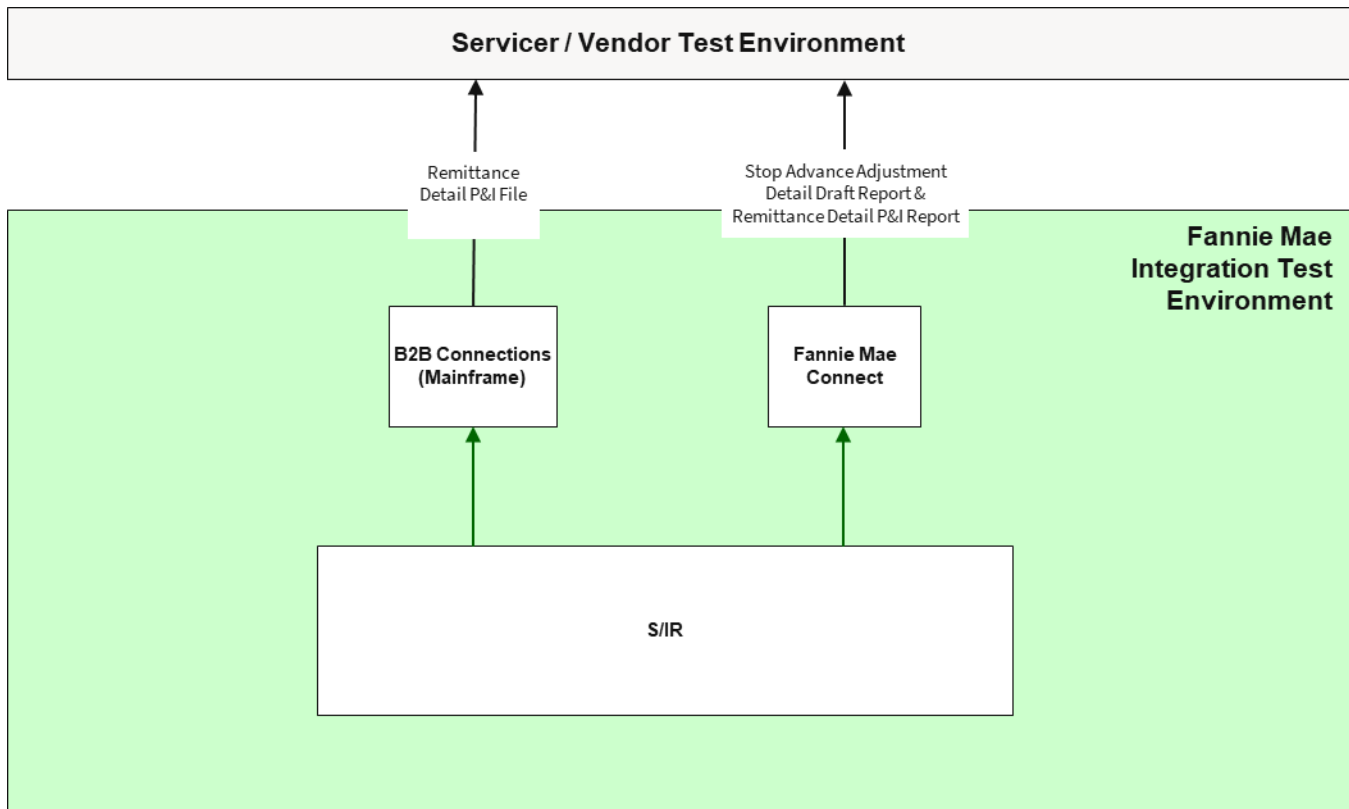 Servicer / Vendor Test Environment
Remittance
Detail P&I File
Stop Advance Adjustment
Detail Draft Report &
Remittance Detail P&I Report
Fannie Mae
Integration Test
Environment
B2B Connections
(Mainframe)
Fannie Mae
Connect
S/IR